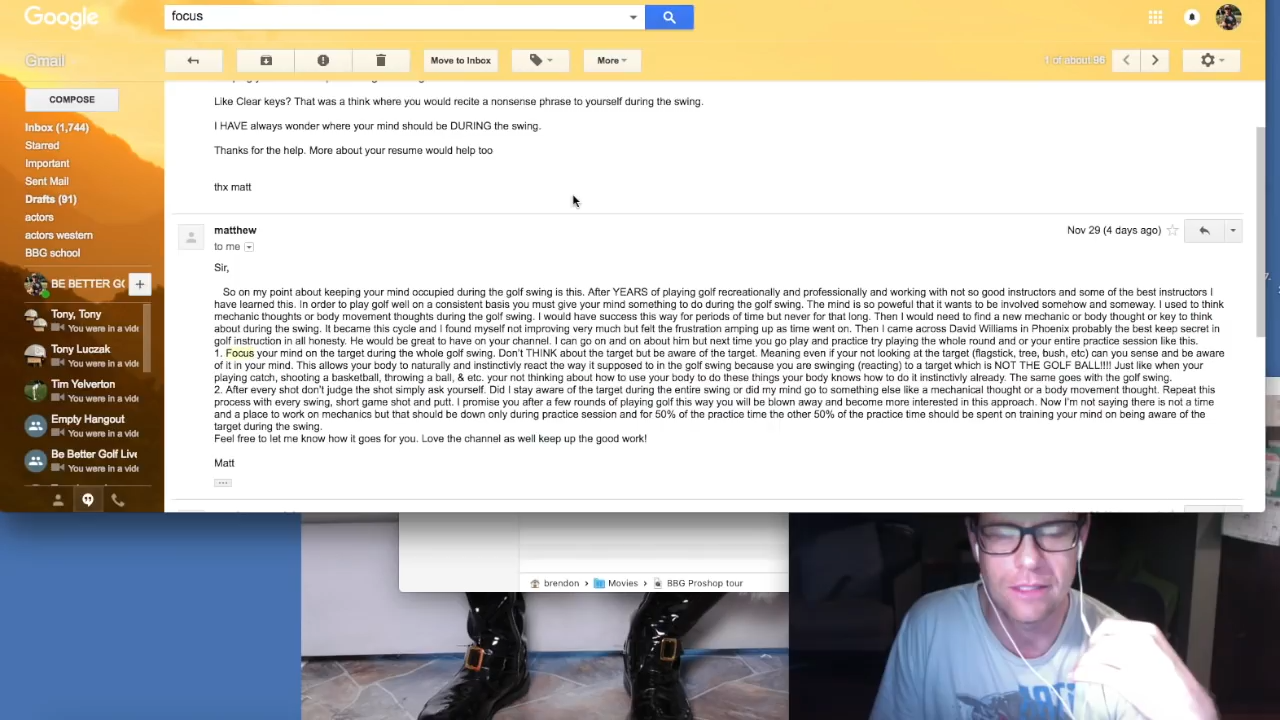 Google
focus
Gmail
Move to Inbox
More
1 of about 96
COMPOSE
Inbox (1,744)
Starred
Important
Sent Mail
Drafts (91)
actors
actors western
BBG school
BE BETTER GO
Tony, Tony
You were in a vide
Tony Luczak
You were in a vide
Tim Yelverton
You were in a vide
Empty Hangout
You were in a vide
Be Better Golf Live
You were in a vide
Like Clear keys? That was a think where you would recite a nonsense phrase to yourself during the swing.
I HAVE always wonder where your mind should be DURING the swing.
Thanks for the help. More about your resume would help too
thx matt
matthew
Nov 29 (4 days ago)
to me
Sir,
So on my point about keeping your mind occupied during the golf swing is this. After YEARS of playing golf recreationally and professionally and working with not so good instructors and some of the best instructors I
have learned this. In order to play golf well on a consistent basis you must give your mind something to do during the golf swing. The mind is so powerful that it wants to be involved somehow and someway. I used to think
mechanic thoughts or body movement thoughts during the golf swing. I would have success this way for periods of time but never for that long. Then I would need to find a new mechanic or body thought or key to think
about during the swing. It became this cycle and I found myself not improving very much but felt the frustration amping up as time went on. Then I came across David Williams in Phoenix probably the best keep secret in
golf instruction in all honesty. He would be great to have on your channel. I can go on and on about him but next time you go play and practice try playing the whole round and or your entire practice session like this.
1. Focus your mind on the target during the whole golf swing. Don't THINK about the target but be aware of the target. Meaning even if your not looking at the target (flagstick, tree, bush, etc) can you sense and be aware
of it in your mind. This allows your body to naturally and instinctively react the way it supposed to in the golf swing because you are swinging (reacting) to a target which is NOT THE GOLF BALL!!!! Just like when your
playing catch, shooting a basketball, throwing a ball, & etc. your not thinking about how to use your body to do these things your body knows how to do it instinctively already. The same goes with the golf swing.
2. After every shot don't judge the shot simply ask yourself. Did I stay aware of the target during the entire swing or did my mind go to something else like a mechanical thought or a body movement thought. Repeat this
process with every swing, short game shot and putt. I promise you after a few rounds of playing golf this way you will be blown away and become more interested in this approach. Now I'm not saying there is not a time
and a place to work on mechanics but that should be down only during practice session and for 50% of the practice time the other 50% of the practice time should be spent on training your mind on being aware of the
target during the swing.
Feel free to let me know how it goes for you. Love the channel as well keep up the good work!
Matt
brendon
Movies
BBG Proshop tour